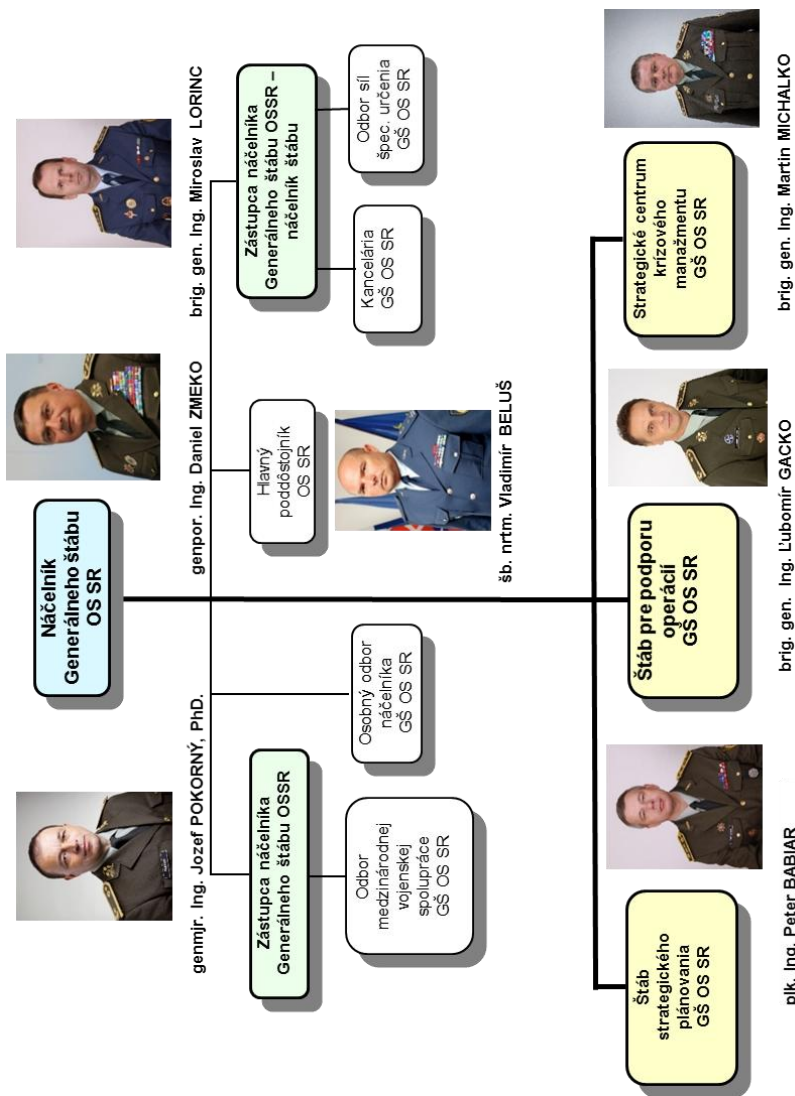 Náčelník
Generálneho štábu
OS SR
genpor. Ing. Daniel ZMEKO
genmjr. Ing. Jozef POKORNÝ, PhD.
brig. gen. Ing. Miroslav LORINC
Zástupca náčelníka
Generálneho štábu OSSR
Osobný odbor
náčelníka
GŠ OS SR
Hlavný
poddôstojník
OS SR
Zástupca náčelníka
Generálneho štábu OSSR –
náčelník štábu
Odbor
medzinárodnej
vojenskej
spolupráce
GŠ OS SR
šb. nrtm. Vladimír BELUŠ
Kancelária
GŠ OS SR
Odbor síl
špec. určenia
GŠ OS SR
Štáb
strategického
plánovania
GŠ OS SR
Štáb pre podporu
operácií
GŠ OS SR
Strategické centrum
krízového
manažmentu
GŠ OS SR
plk. Ing. Peter BABIAR
brig. gen. Ing. Ľubomír GACKO
brig. gen. Ing. Martin MICHALKO